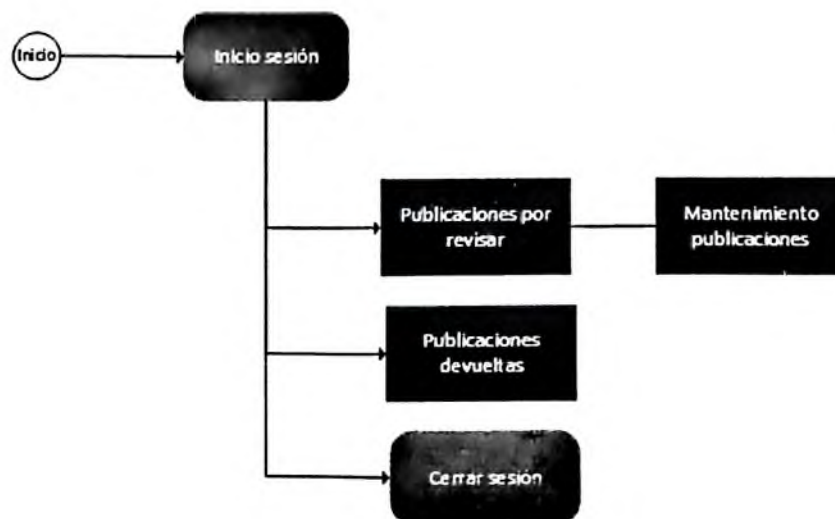 Inicio
Inicio sesión
Publicaciones por
revisar
Mantenimiento
publicaciones
Publicaciones
devueltas
Cerrar sesión